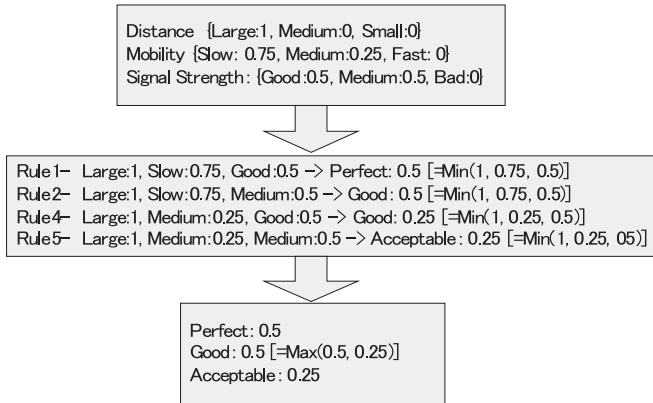 Distance {Large:1, Medium:0, Small:0}
Mobility {Slow: 0.75, Medium:0.25, Fast: 0}
Signal Strength: {Good:0.5, Medium:0.5, Bad:0}
Rule1- Large:1, Slow:0.75, Good:0.5 -> Perfect: 0.5 [=Min(1, 0.75, 0.5)]
Rule2- Large:1, Slow:0.75, Medium:0.5 -> Good: 0.5 [=Min(1, 0.75, 0.5)]
Rule4- Large:1, Medium:0.25, Good:0.5 -> Good: 0.25 [=Min(1, 0.25, 0.5)]
Rule5- Large:1, Medium:0.25, Medium:0.5 -> Acceptable: 0.25 [=Min(1, 0.25, 05)]
Perfect: 0.5
Good: 0.5 [=Max(0.5, 0.25)]
Acceptable: 0.25